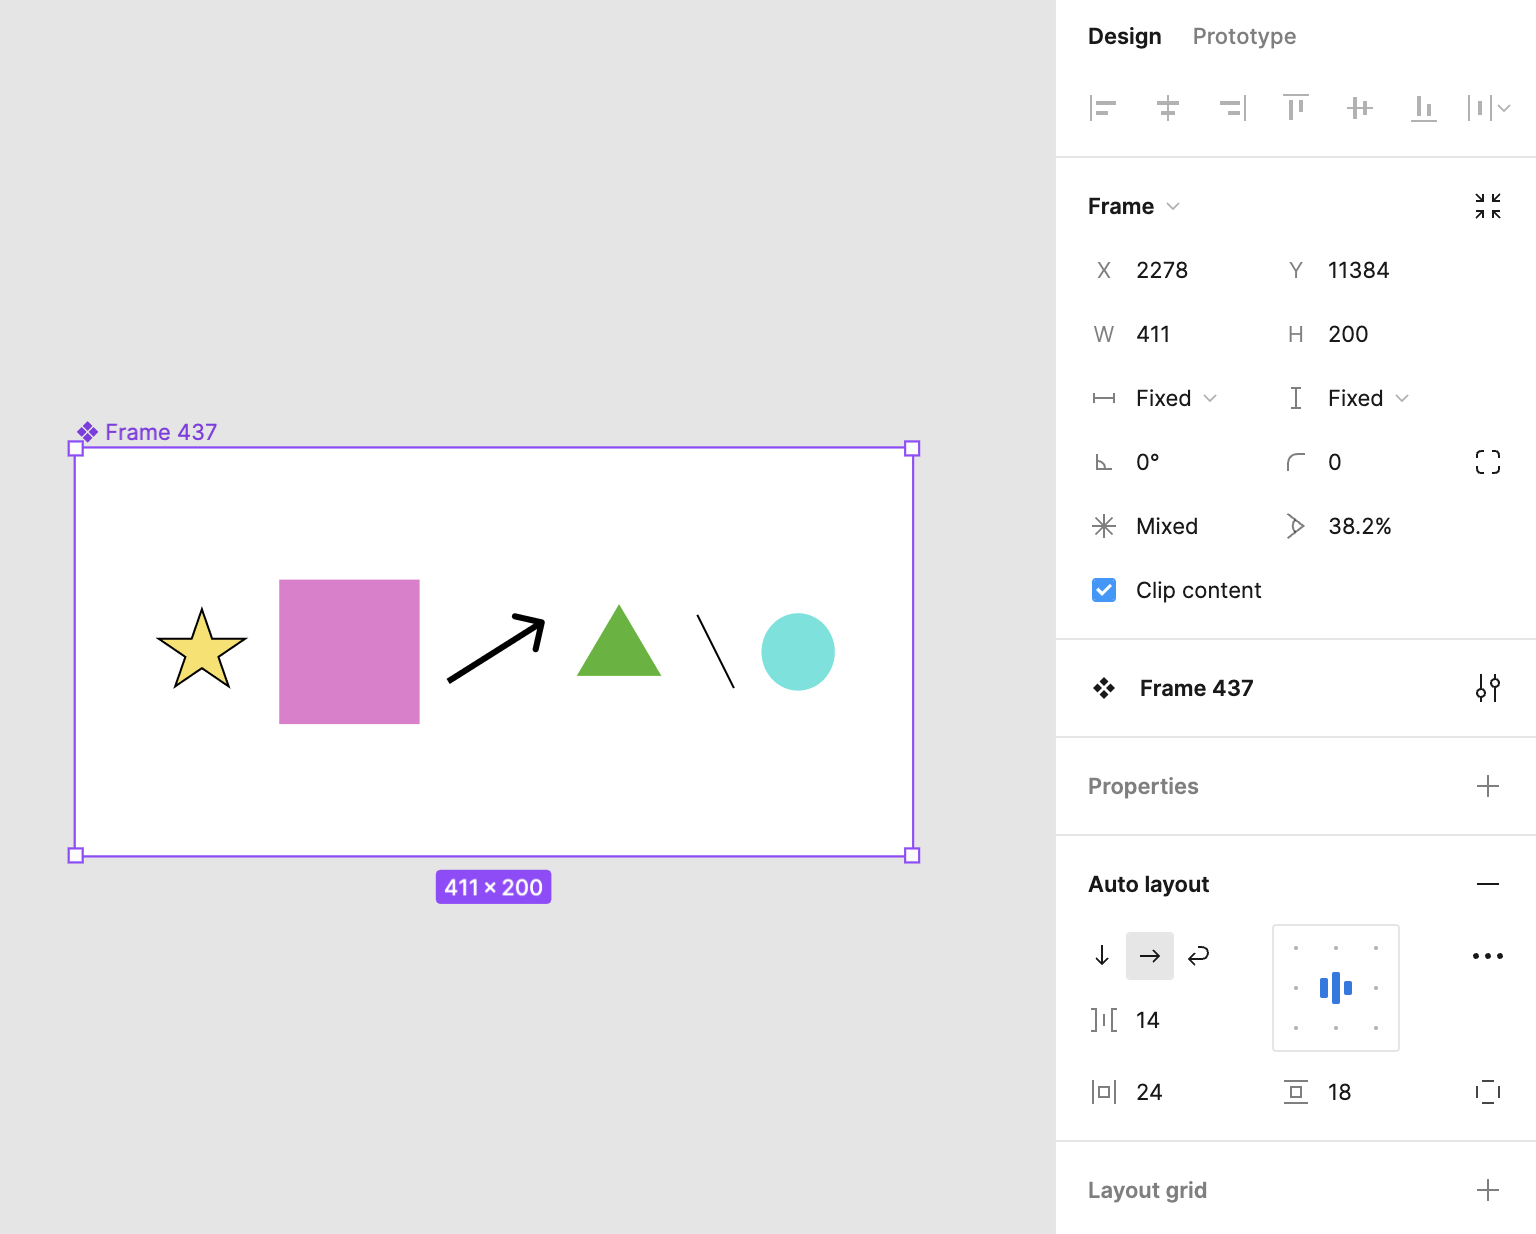 Design Prototype
Frame
X 2278 Y 11384
W 411 H 200
Fixed Fixed
0° 0
Mixed 38.2%
Clip content
Frame 437
Frame 437
411 × 200
Properties
Auto layout
14
24 18
Layout grid